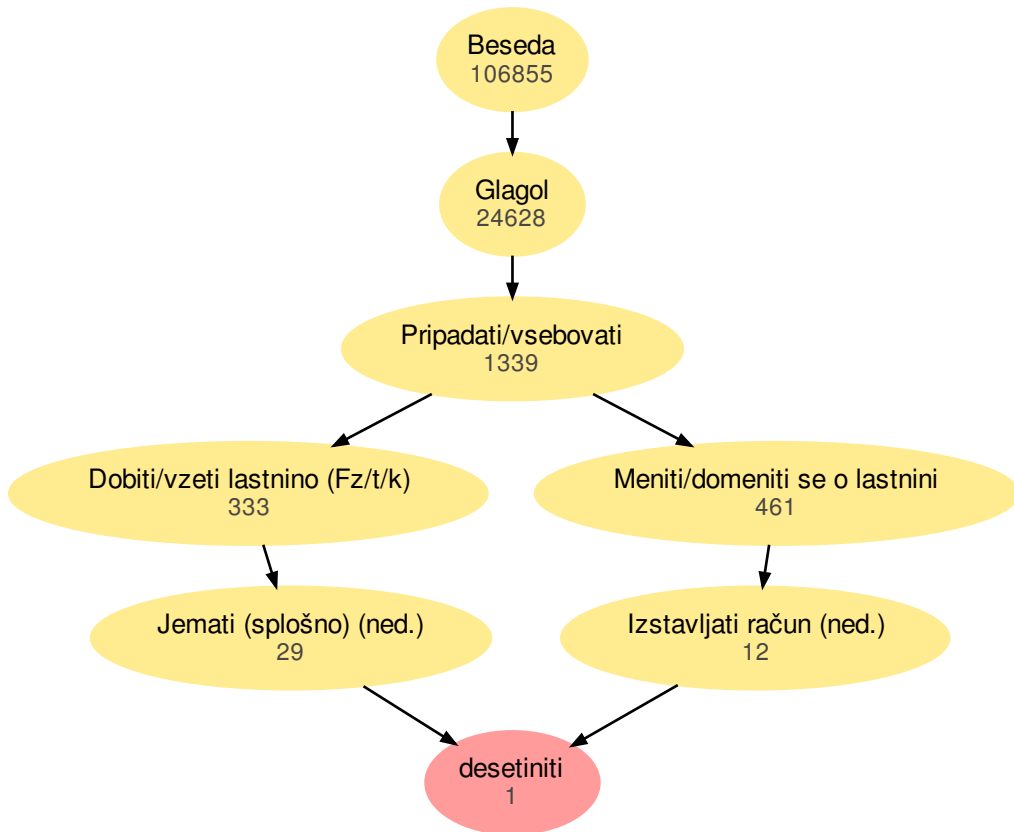 Beseda
106855
Glagol
24628
Pripadati/vsebovati
1339
Dobiti/vzeti lastnino (Fz/t/k)
333
Meniti/domeniti se o lastnini
461
Jemati (splošno) (ned.)
29
Izstavljati račun (ned.)
12
desetiniti
1